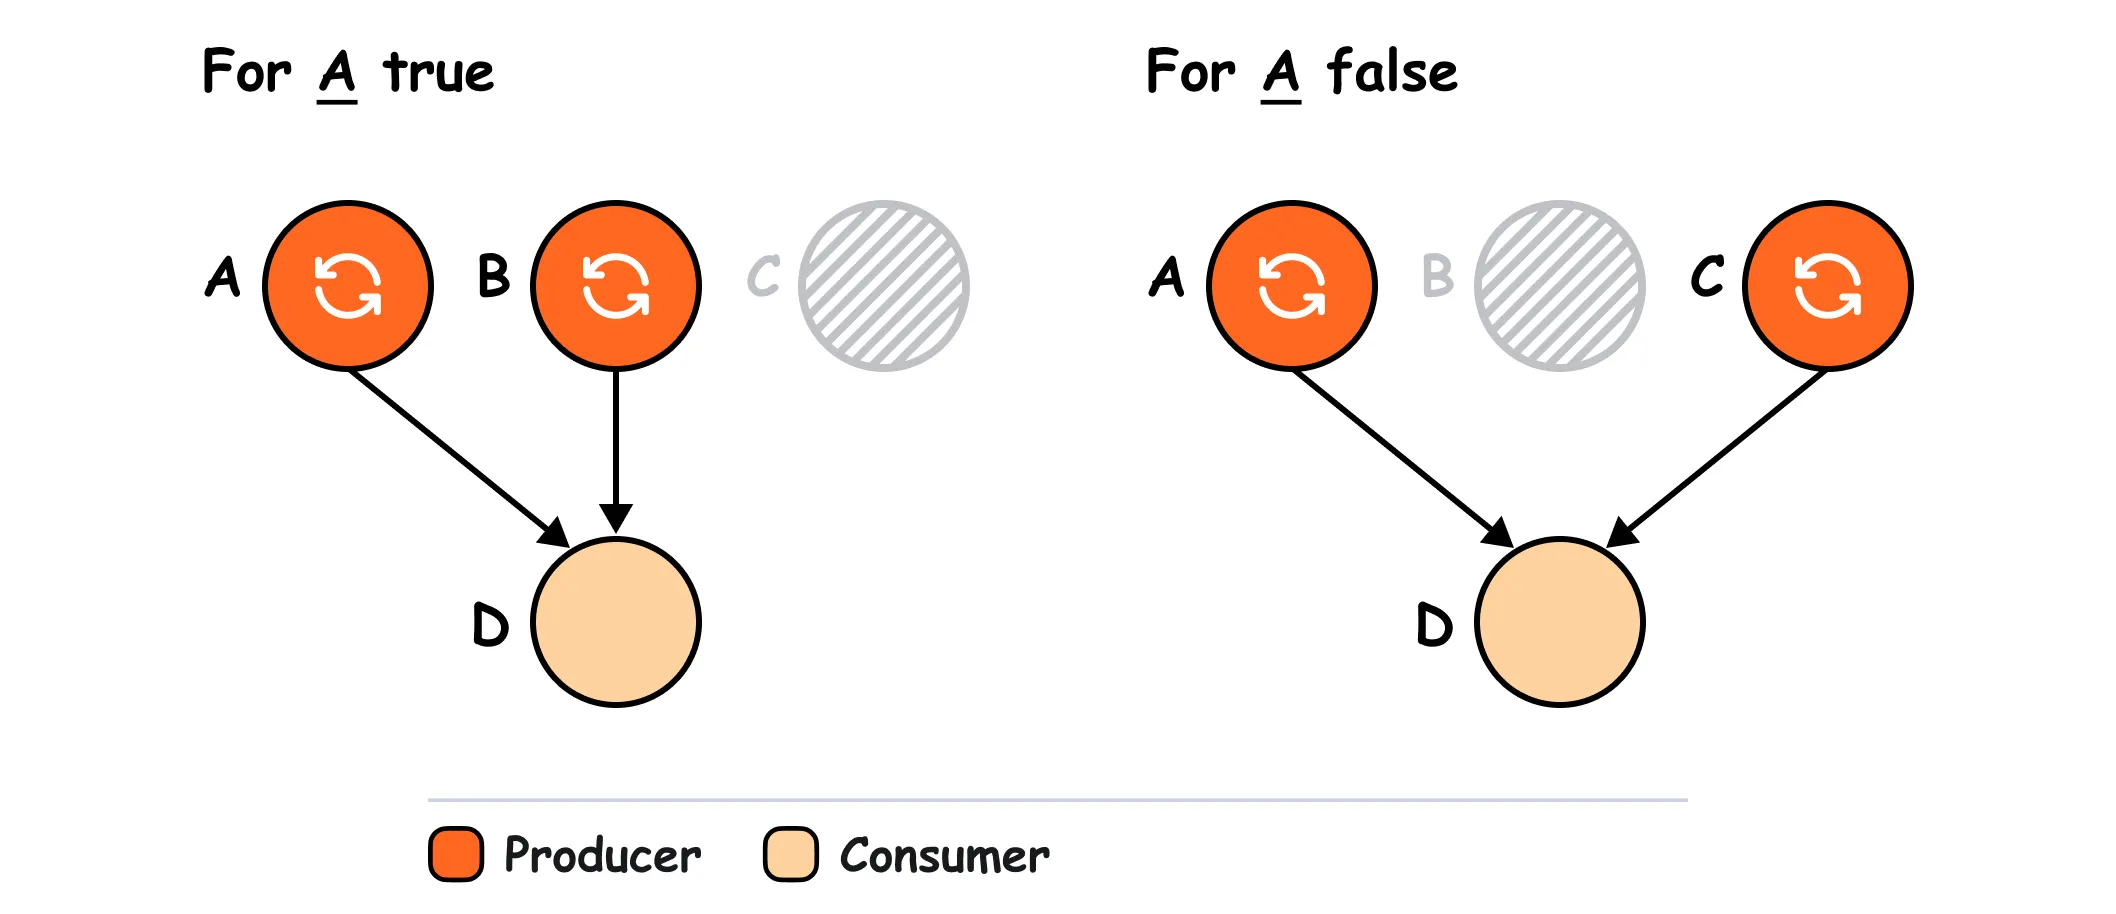 For A true
For A false
A
B
C
A
B
C
D
D
Producer
Consumer